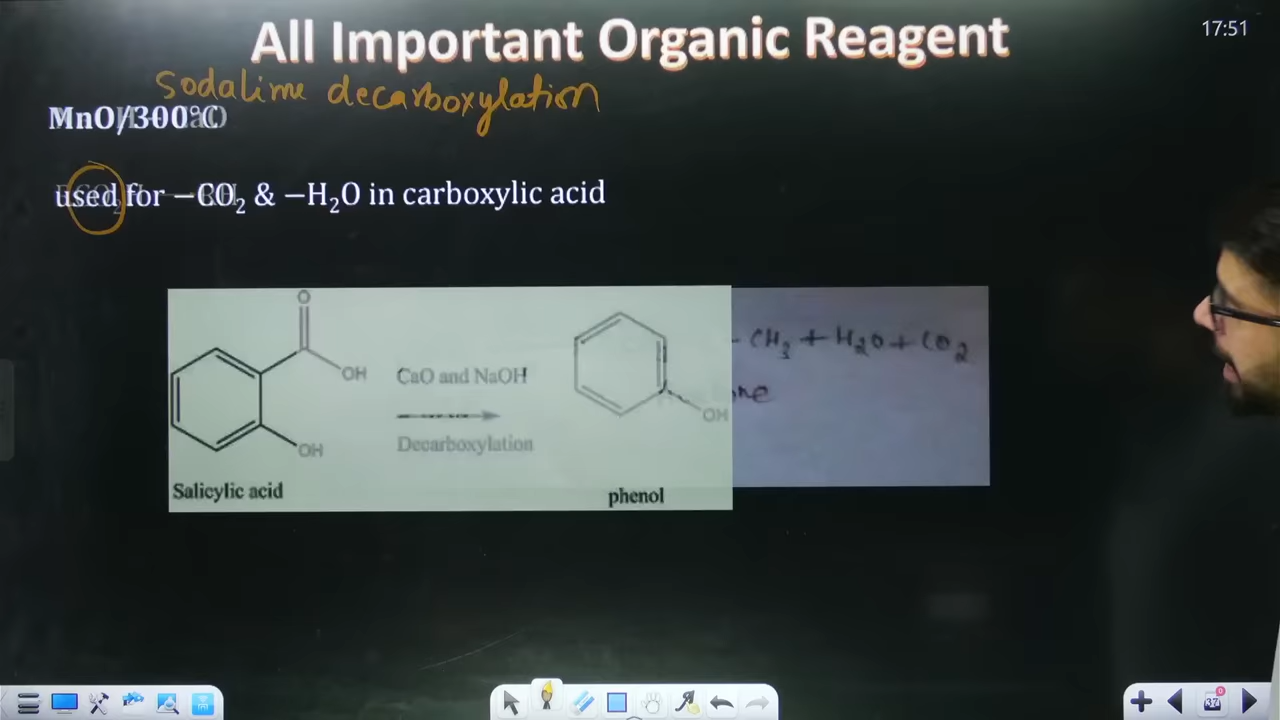 All Important Organic Reagent
17:51
Sodalime decarboxylation
MnO/300°C
used for −CO₂ & −H₂O in carboxylic acid
O
OH
OH
Salicylic acid
CaO and NaOH
Decarboxylation
OH
phenol
- CH₃ + H₂O + CO₂